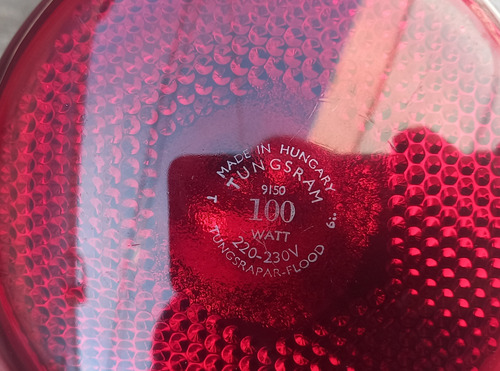 MADE IN HUNGARY
TUNGSRAM
9150
100
WATT
220-230V
TUNGSRAPAR-FLOOD